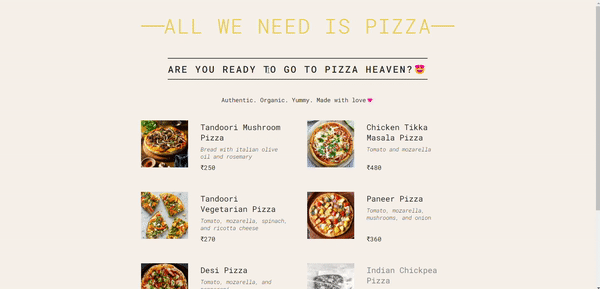 ALL WE NEED IS PIZZA
ARE YOU READY TO GO TO PIZZA HEAVEN?
Authentic. Organic. Yummy. Made with love
Tandoori Mushroom
Pizza
Bread with italian olive
oil and rosemary
₹250
Chicken Tikka
Masala Pizza
Tomato and mozarella
₹480
Tandoori
Vegetarian Pizza
Tomato, mozarella, spinach,
and ricotta cheese
₹270
Paneer Pizza
Tomato, mozarella,
mushrooms, and onion
₹360
Desi Pizza
Tomato, mozarella, and
Indian Chickpea
Pizza